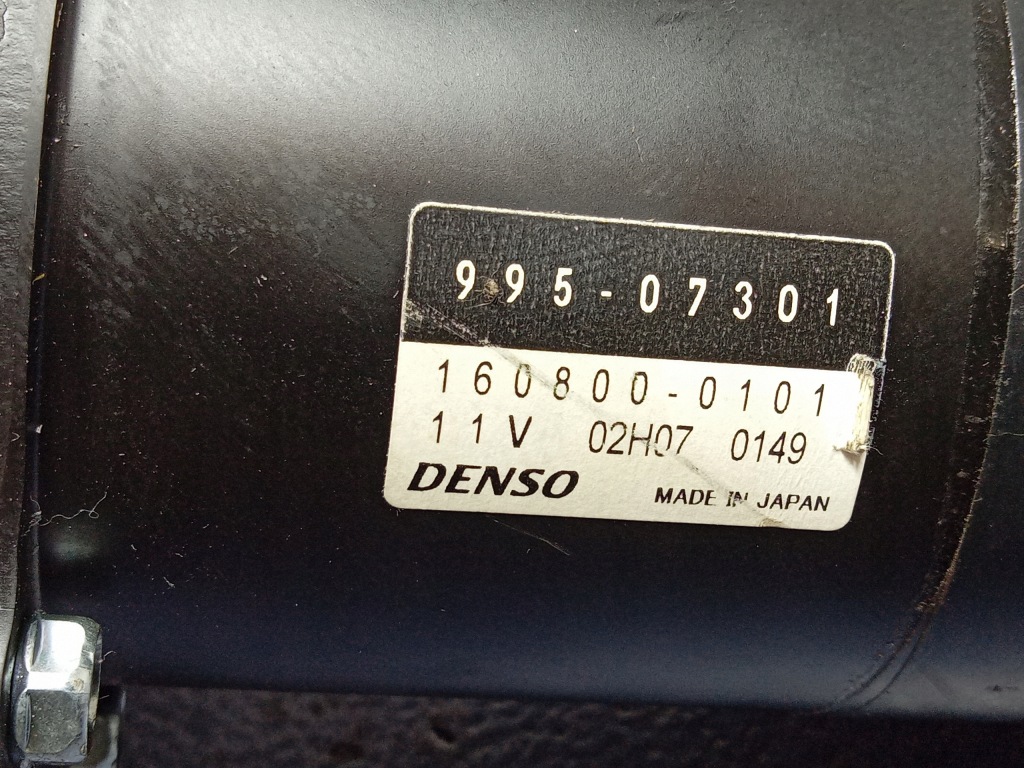 995-07301
160800-0101
11V 02H07 0149
DENSO MADE IN JAPAN